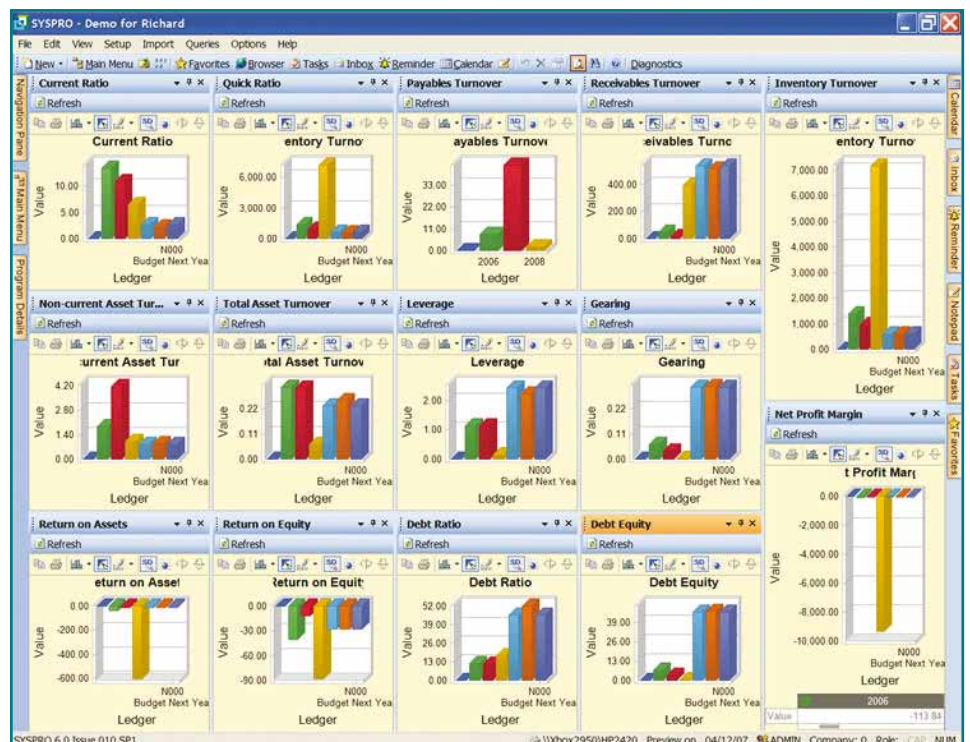 SYSPRO - Demo for Richard
File Edit View Setup Import Queries Options Help
New Main Menu Favorites Browser Tasks Inbox Reminder Calendar Diagnostics
Navigation Pane
Main Menu
Program Details
Current Ratio
Refresh
Current Ratio
Value
10.00
5.00
0.00
N000
Budget Next Yea
Ledger
Quick Ratio
Refresh
entory Turno
Value
6,000.00
3,000.00
0.00
N000
Budget Next Yea
Ledger
Payables Turnover
Refresh
ayables Turnov
Value
33.00
22.00
11.00
0.00
2006 2008
Ledger
Receivables Turnover
Refresh
eivables Turnc
Value
400.00
200.00
0.00
N000
Budget Next Yea
Ledger
Inventory Turnover
Refresh
entory Turno
Value
7,000.00
6,000.00
5,000.00
4,000.00
3,000.00
2,000.00
1,000.00
0.00
N000
Budget Next Yea
Ledger
Non-current Asset Tur...
Refresh
urrent Asset Tur
Value
4.20
2.80
1.40
0.00
N000
Budget Next Yea
Ledger
Total Asset Turnover
Refresh
tal Asset Turnov
Value
0.22
0.11
0.00
N000
Budget Next Yea
Ledger
Leverage
Refresh
Leverage
Value
2.00
1.00
0.00
N000
Budget Next Yea
Ledger
Gearing
Refresh
Gearing
Value
0.22
0.11
0.00
N000
Budget Next Yea
Ledger
Net Profit Margin
Refresh
t Profit Marg
Value
0.00
-2,000.00
-4,000.00
-6,000.00
-8,000.00
-10,000.00
N000
Budget Next Yea
Ledger
2006
Value -113.84
Return on Assets
Refresh
eturn on Asset
Value
0.00
-200.00
-400.00
-600.00
N000
Budget Next Year
Ledger
Return on Equity
Refresh
Return on Equit
Value
0.00
-30.00
-60.00
-90.00
N000
Budget Next Year
Ledger
Debt Ratio
Refresh
Debt Ratio
Value
52.00
39.00
26.00
13.00
0.00
N000
Budget Next Year
Ledger
Debt Equity
Refresh
Debt Equity
Value
39.00
26.00
13.00
0.00
N000
Budget Next Year
Ledger
Calendar
Inbox
Reminder
Notepad
Tasks
Favorites
SYSPRO 6.0 Issue 010 SP1 \\Xbox2950\HP2420 Preview on 04/12/07 ADMIN Company: 0 Role: CAP NUM